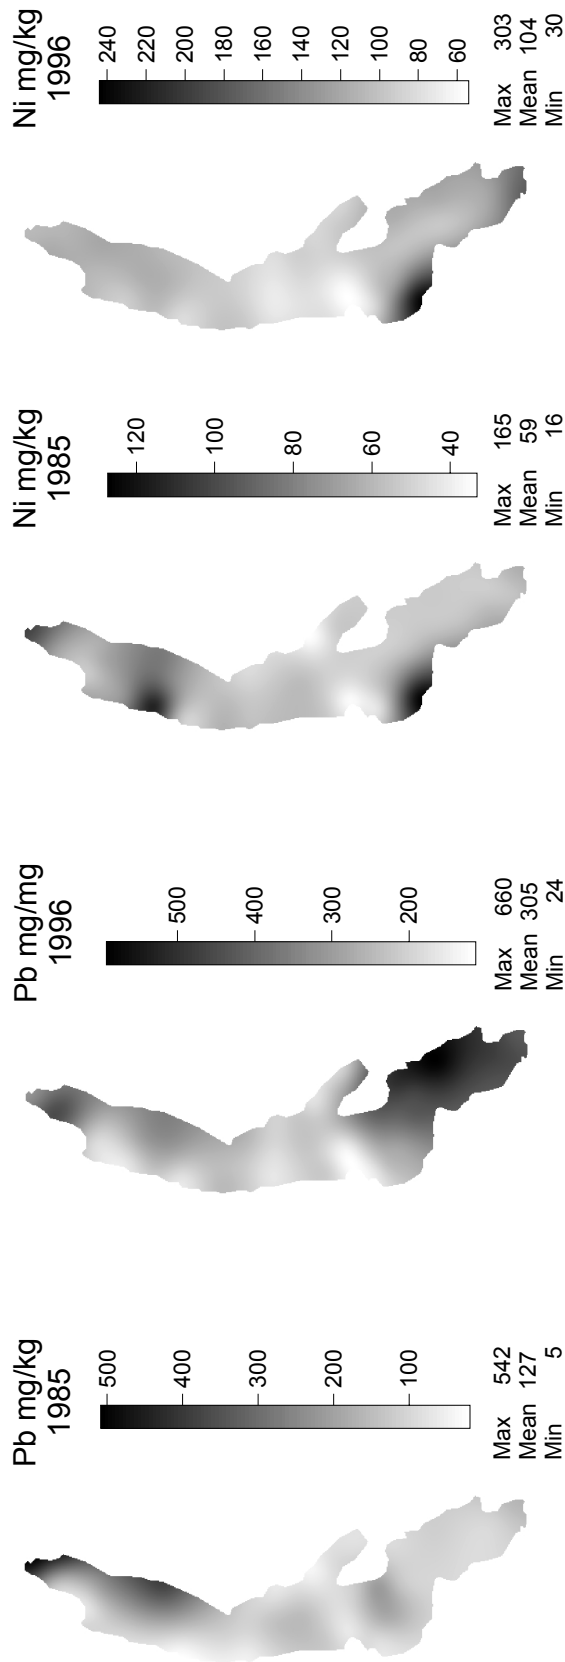 Pb mg/kg
1985
500
400
300
200
100
Max 542
Mean 127
Min 5
Pb mg/mg
1996
500
400
300
200
Max 660
Mean 305
Min 24
Ni mg/kg
1985
120
100
80
60
40
Max 165
Mean 59
Min 16
Ni mg/kg
1996
240
220
200
180
160
140
120
100
80
60
Max 303
Mean 104
Min 30